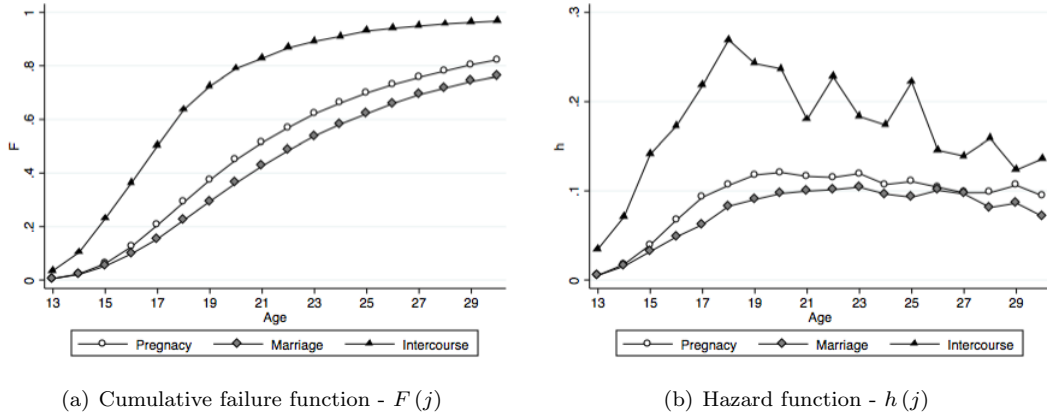 1
.8
.6
.4
.2
0
F
13 15 17 19 21 23 25 27 29
Age
Pregnacy Marriage Intercourse
(a) Cumulative failure function - F (j)
.3
.2
.1
0
h
13 15 17 19 21 23 25 27 29
Age
Pregnacy Marriage Intercourse
(b) Hazard function - h (j)